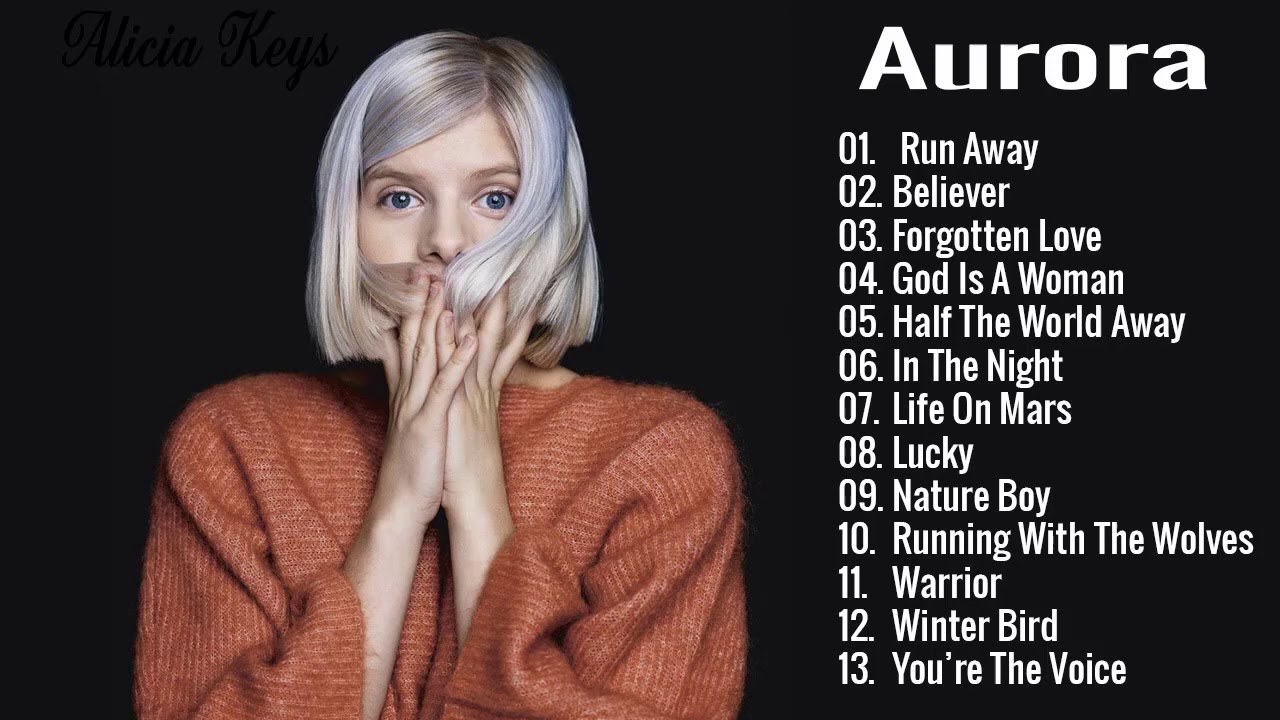 Alicia Keys
Aurora
01. Run Away
02. Believer
03. Forgotten Love
04. God Is A Woman
05. Half The World Away
06. In The Night
07. Life On Mars
08. Lucky
09. Nature Boy
10. Running With The Wolves
11. Warrior
12. Winter Bird
13. You’re The Voice